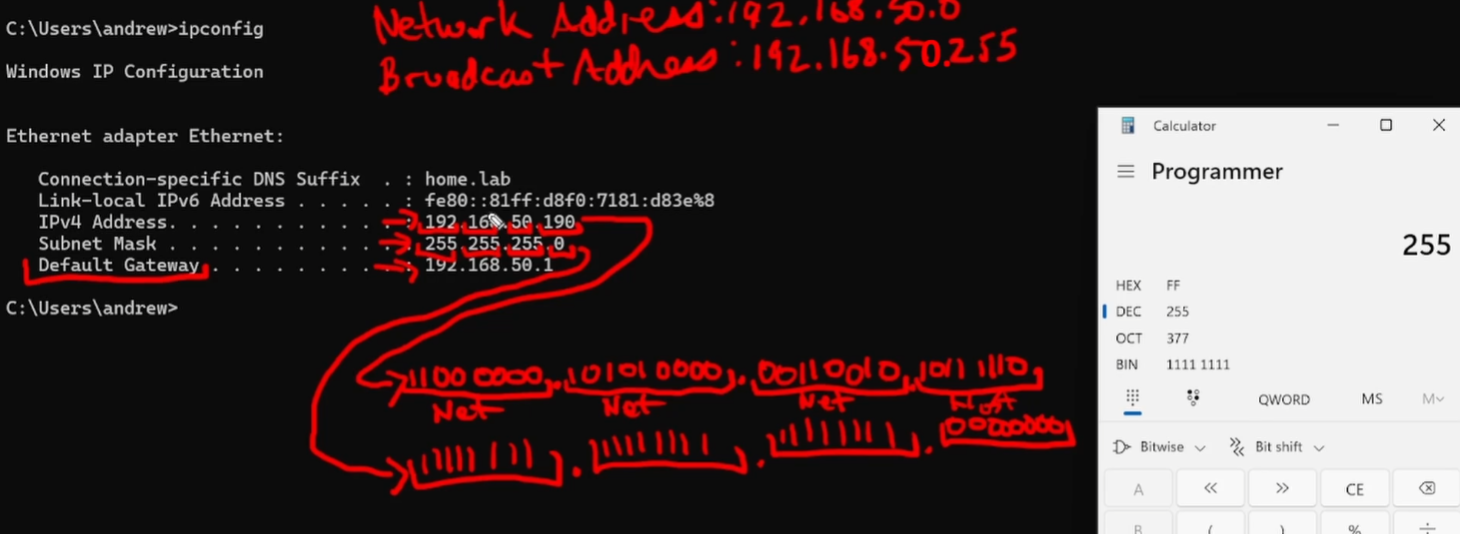 Network Address:192.168.50.0
Broadcast Address:192.168.50.255
C:\Users\andrew>ipconfig
Windows IP Configuration
Ethernet adapter Ethernet:
Connection-specific DNS Suffix . : home.lab
Link-local IPv6 Address . . . . . : fe80::81ff:d8f0:7181:d83e%8
IPv4 Address. . . . . . . . . . . : 192.168.50.190
Subnet Mask . . . . . . . . . . . : 255.255.255.0
Default Gateway . . . . . . . . . : 192.168.50.1
C:\Users\andrew>
11000000.10101 0000.00110010.10111110
Net Net Net Host
11111111.11111111.11111111.00000000
Calculator
Programmer
255
HEX FF
DEC 255
OCT 377
BIN 1111 1111
QWORD MS M
Bitwise Bit shift
A << >> CE
B ( ) % ÷